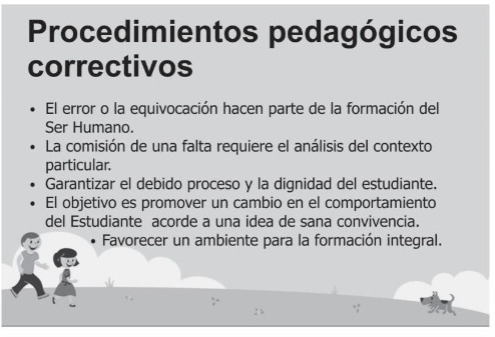 Procedimientos pedagógicos
correctivos
• El error o la equivocación hacen parte de la formación del
Ser Humano.
• La comisión de una falta requiere el análisis del contexto
particular.
• Garantizar el debido proceso y la dignidad del estudiante.
• El objetivo es promover un cambio en el comportamiento
del Estudiante acorde a una idea de sana convivencia.
• Favorecer un ambiente para la formación integral.